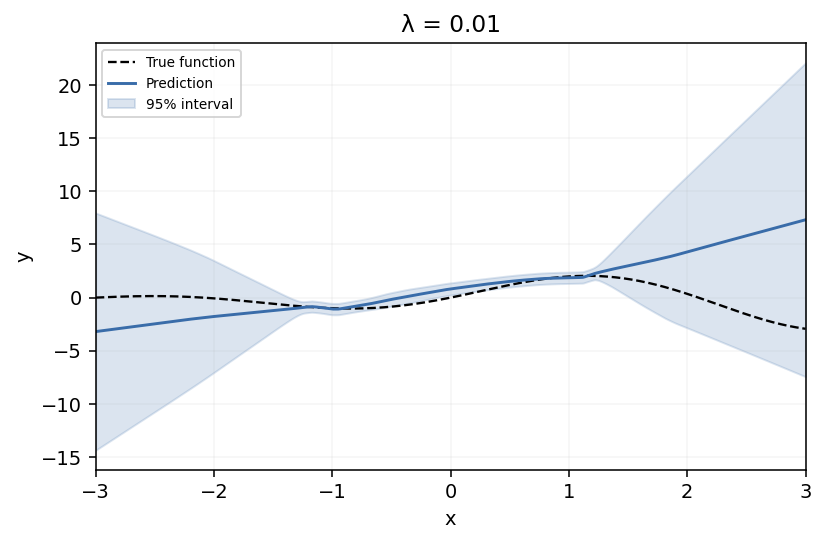 λ = 0.01
True function
Prediction
95% interval
y
20
15
10
5
0
−5
−10
−15
−3
−2
−1
0
1
2
3
x